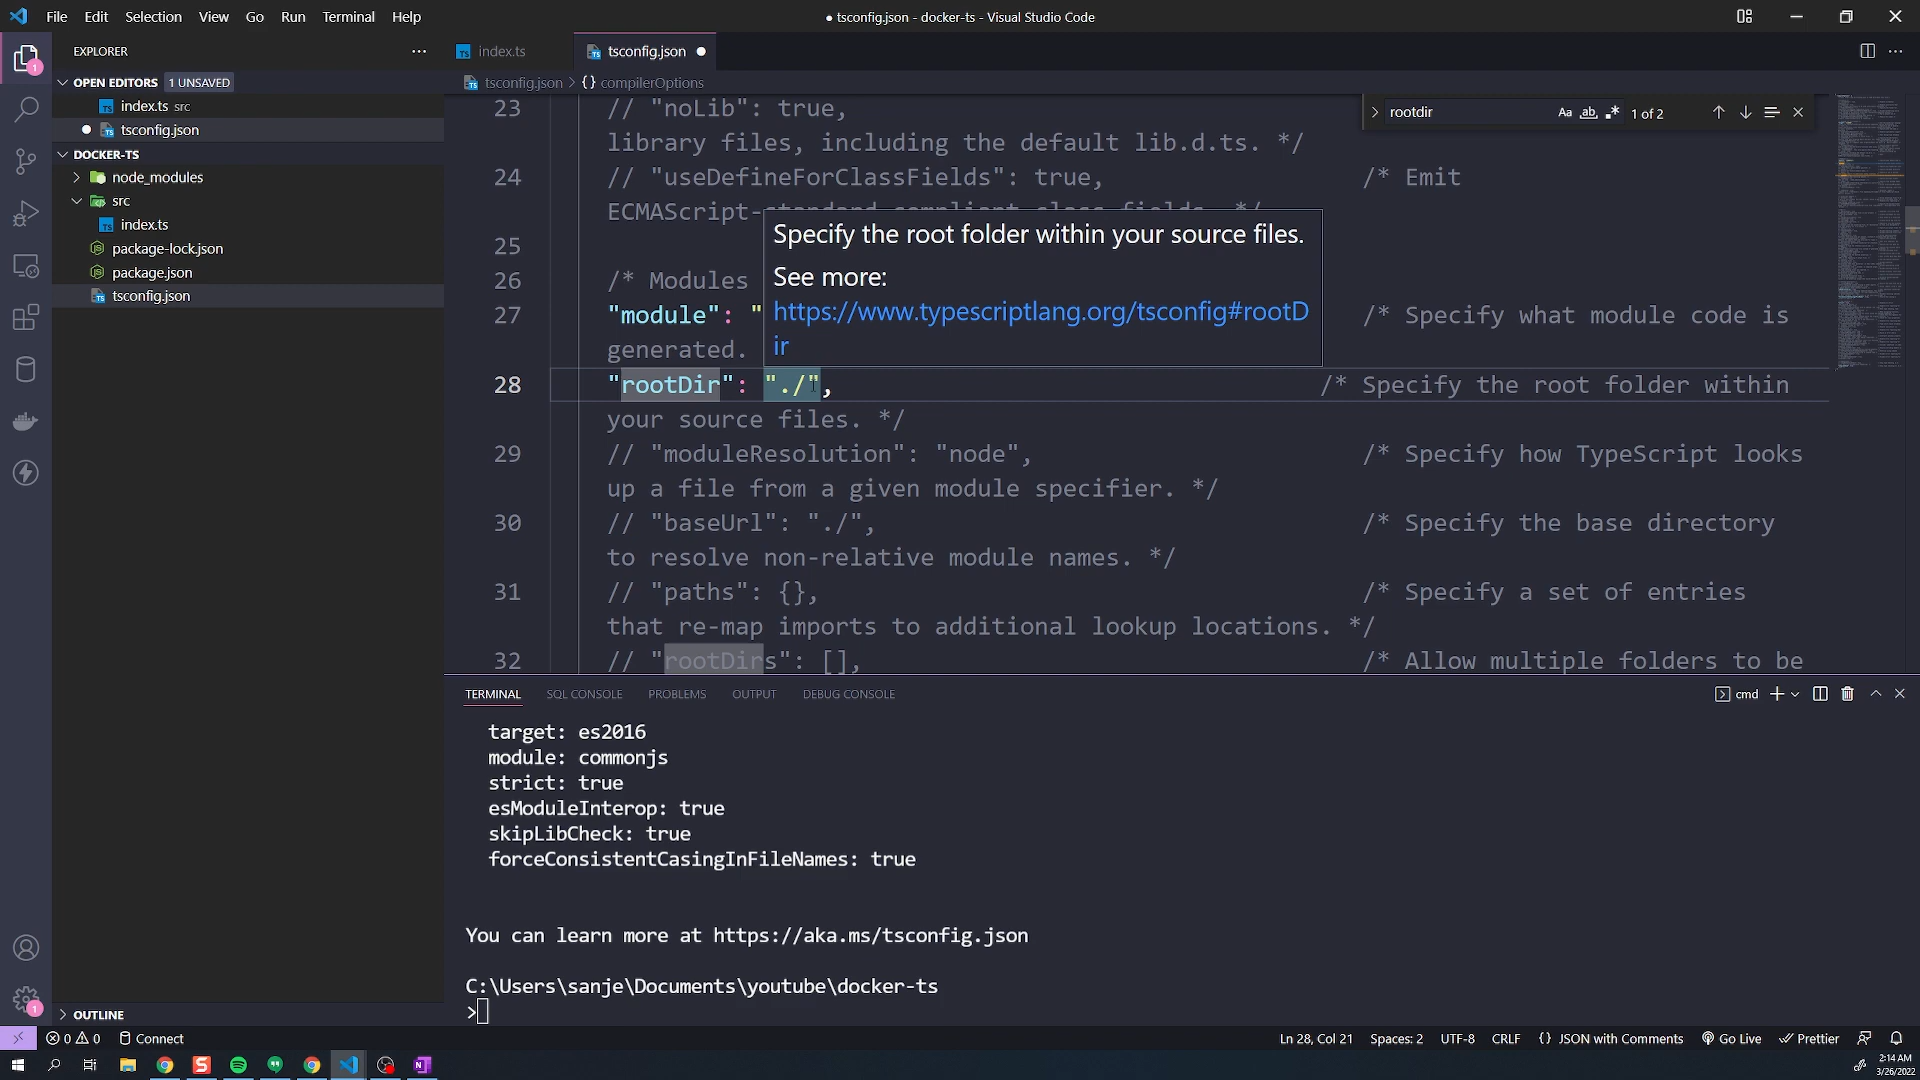 File Edit Selection View Go Run Terminal Help
● tsconfig.json - docker-ts - Visual Studio Code
EXPLORER
OPEN EDITORS 1 UNSAVED
index.ts src
tsconfig.json
DOCKER-TS
node_modules
src
index.ts
package-lock.json
package.json
tsconfig.json
OUTLINE
index.ts
tsconfig.json
tsconfig.json > {} compilerOptions
rootdir
Aa ab 1 of 2
23 // "noLib": true,
library files, including the default lib.d.ts. */
24 // "useDefineForClassFields": true, /* Emit
ECMAScript-standard-compliant class fields. */
25
26 /* Modules
27 "module": " /* Specify what module code is
generated.
Specify the root folder within your source files.
See more:
https://www.typescriptlang.org/tsconfig#rootD
ir
28 "rootDir": "./", /* Specify the root folder within
your source files. */
29 // "moduleResolution": "node", /* Specify how TypeScript looks
up a file from a given module specifier. */
30 // "baseUrl": "./", /* Specify the base directory
to resolve non-relative module names. */
31 // "paths": {}, /* Specify a set of entries
that re-map imports to additional lookup locations. */
32 // "rootDirs": [], /* Allow multiple folders to be
TERMINAL SQL CONSOLE PROBLEMS OUTPUT DEBUG CONSOLE
cmd
target: es2016
module: commonjs
strict: true
esModuleInterop: true
skipLibCheck: true
forceConsistentCasingInFileNames: true
You can learn more at https://aka.ms/tsconfig.json
C:\Users\sanje\Documents\youtube\docker-ts
>
0 0 Connect
Ln 28, Col 21 Spaces: 2 UTF-8 CRLF {} JSON with Comments Go Live Prettier
2:14 AM
3/26/2022